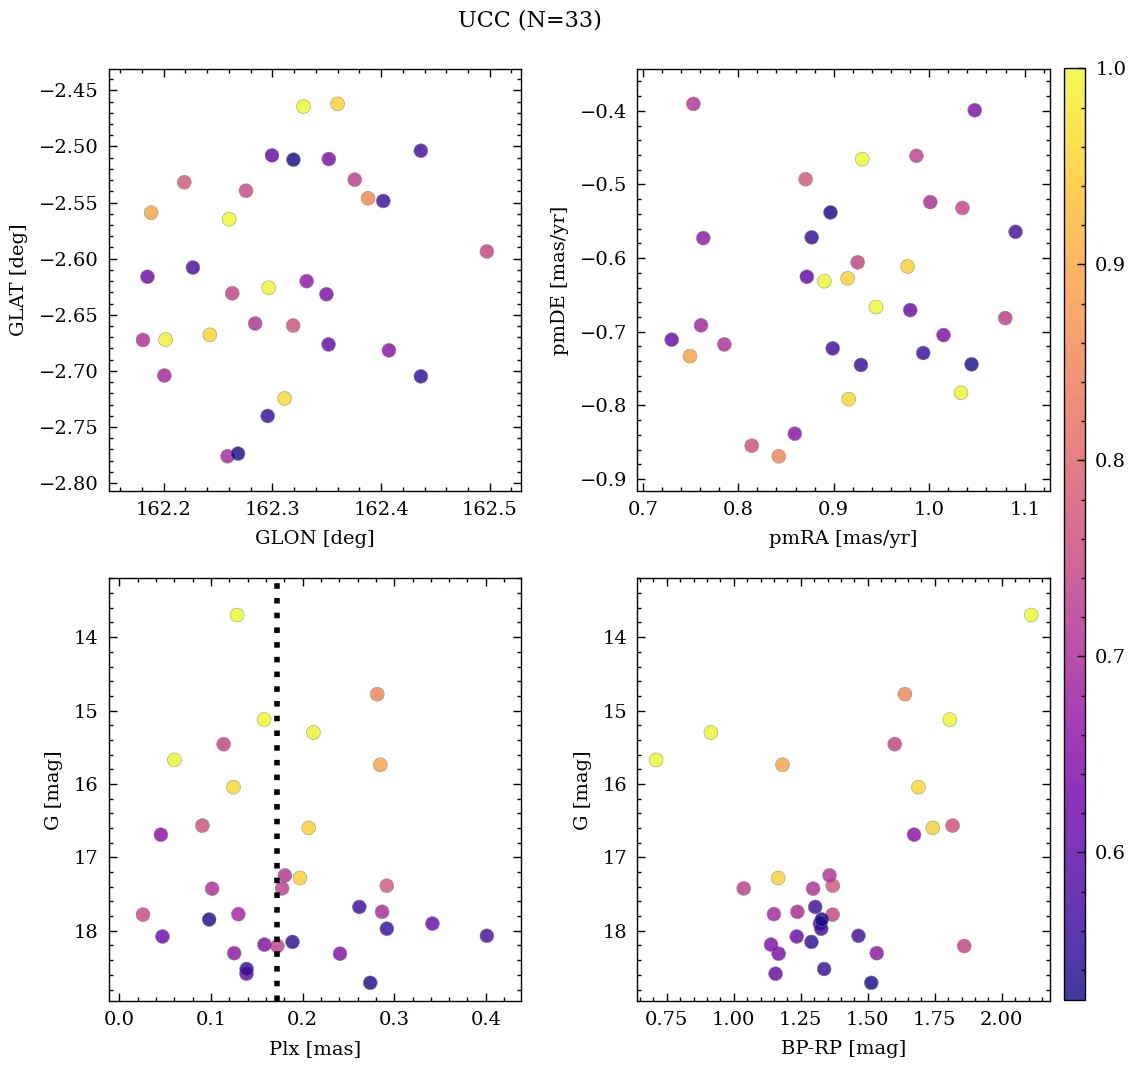 UCC (N=33)
−2.45
−2.50
−2.55
−2.60
−2.65
−2.70
−2.75
−2.80
GLAT [deg]
162.2 162.3 162.4 162.5
GLON [deg]
−0.4
−0.5
−0.6
−0.7
−0.8
−0.9
pmDE [mas/yr]
0.7 0.8 0.9 1.0 1.1
pmRA [mas/yr]
1.0
0.9
0.8
0.7
0.6
14
15
16
17
18
G [mag]
0.0 0.1 0.2 0.3 0.4
Plx [mas]
14
15
16
17
18
G [mag]
0.75 1.00 1.25 1.50 1.75 2.00
BP-RP [mag]